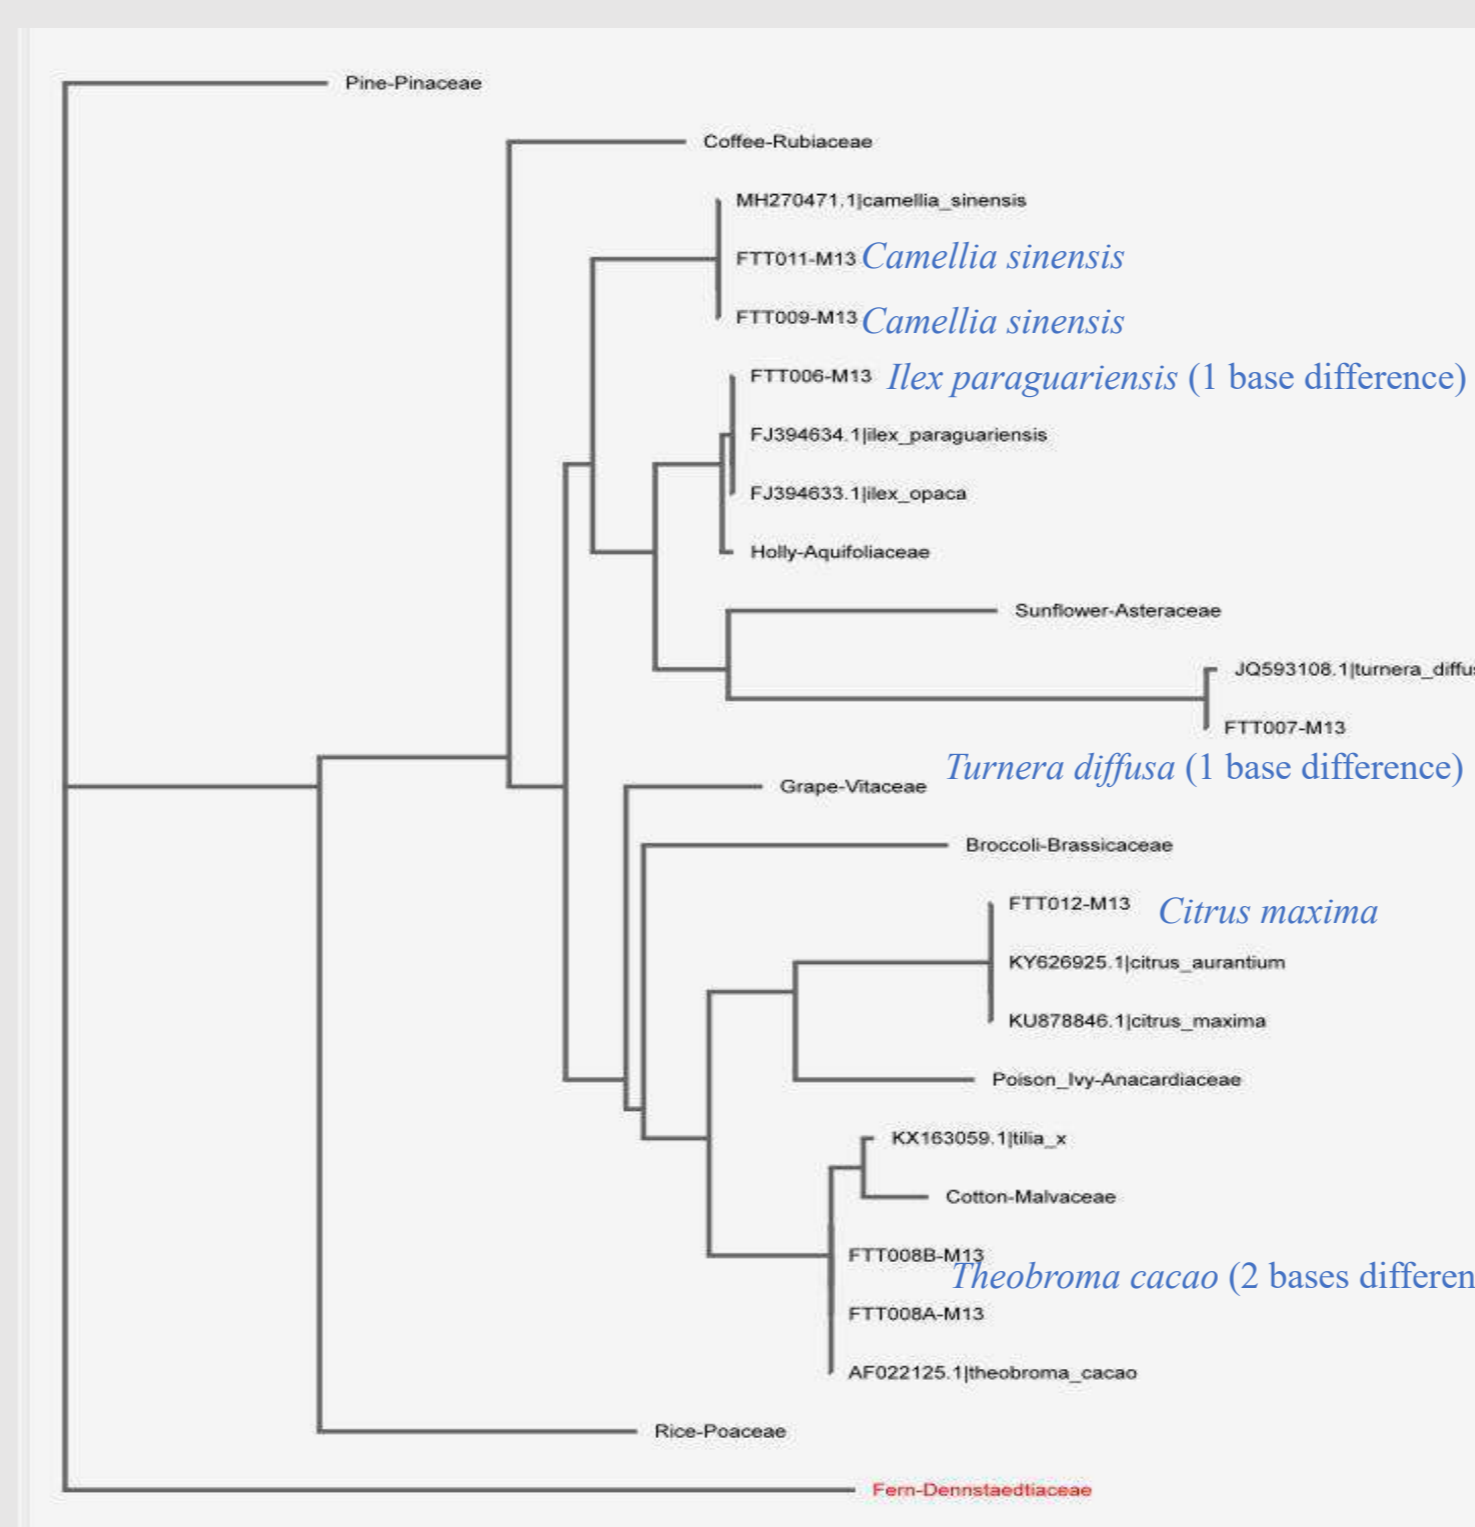 Pine-Pinaceae
Coffee-Rubiaceae
MH270471.1|camellia_sinensis
FTT011-M13 Camellia sinensis
FTT009-M13 Camellia sinensis
FTT006-M13 Ilex paraguariensis (1 base difference)
FJ394634.1|ilex_paraguariensis
FJ394633.1|ilex_opaca
Holly-Aquifoliaceae
Sunflower-Asteraceae
JQ593108.1|turnera_diffus
FTT007-M13
Turnera diffusa (1 base difference)
Grape-Vitaceae
Broccoli-Brassicaceae
FTT012-M13 Citrus maxima
KY626925.1|citrus_aurantium
KU878846.1|citrus_maxima
Poison_Ivy-Anacardiaceae
KX163059.1|tilia_x
Cotton-Malvaceae
FTT008B-M13
Theobroma cacao (2 bases differen
FTT008A-M13
AF022125.1|theobroma_cacao
Rice-Poaceae
Fern-Dennstaedtiaceae